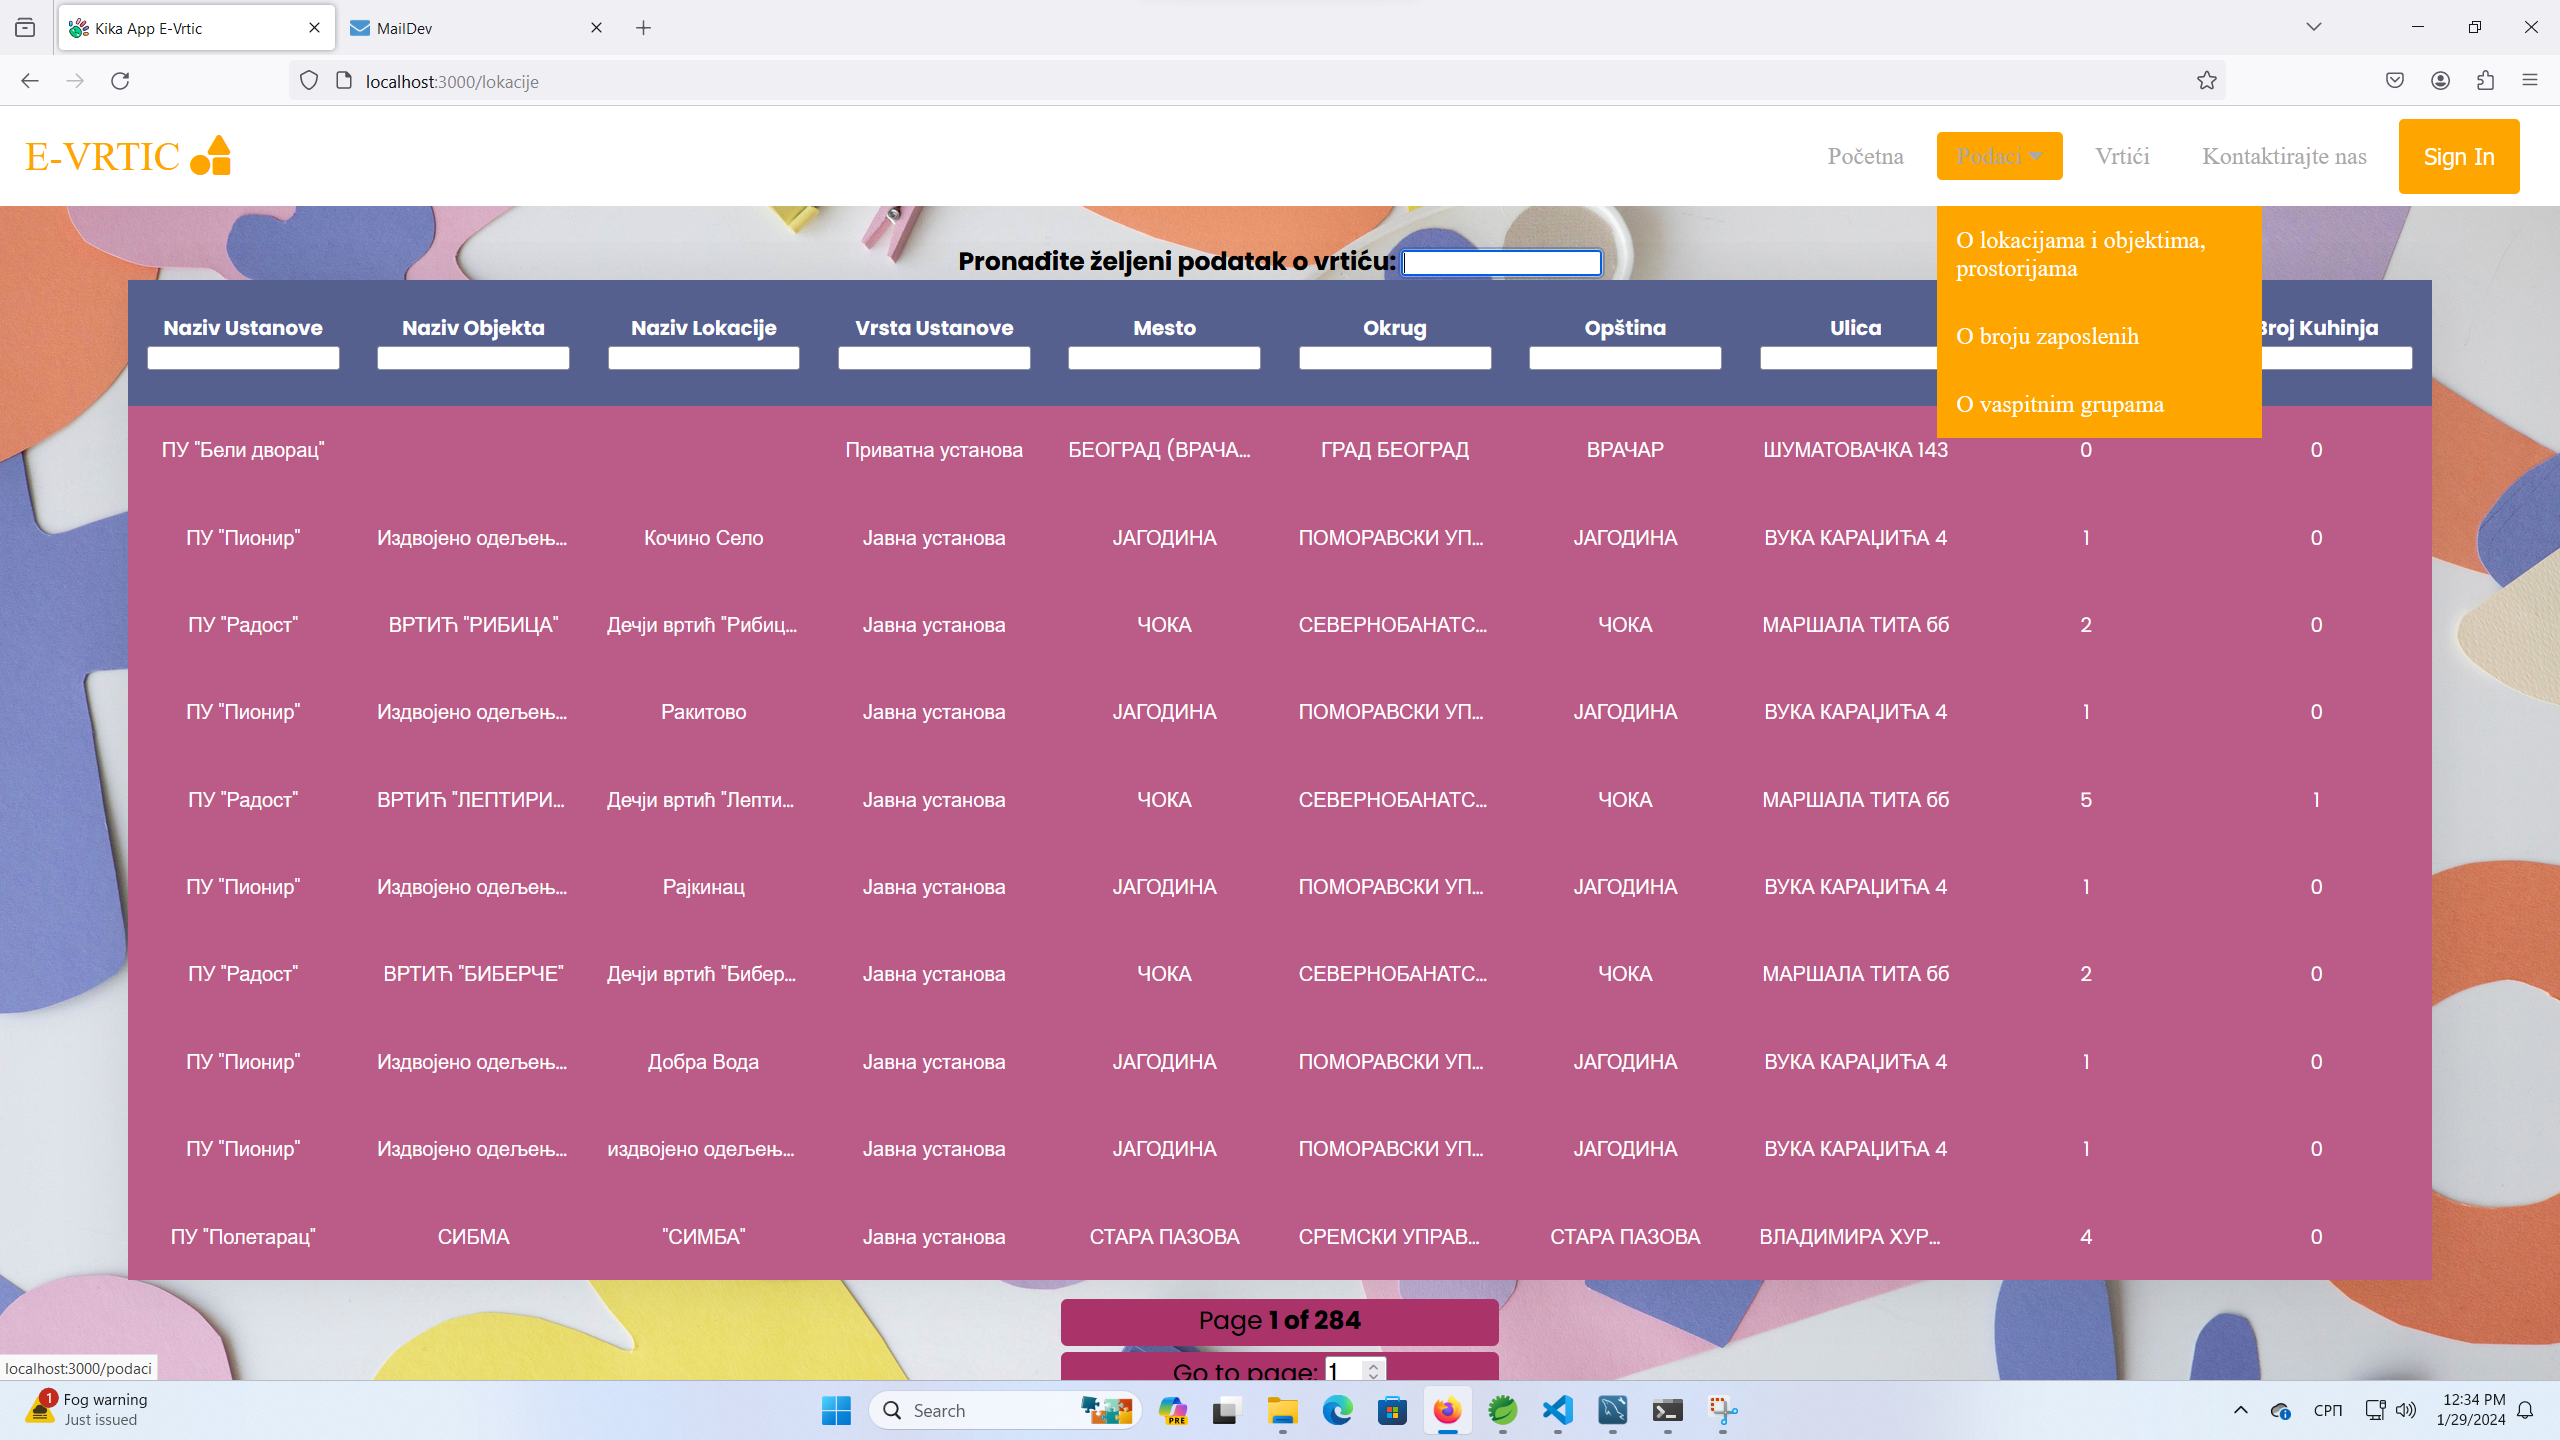 Kika App E-Vrtic
MailDev
localhost:3000/lokacije
E-VRTIC
Početna
Podaci
Vrtići
Kontaktirajte nas
Sign In
O lokacijama i objektima,
prostorijama
O broju zaposlenih
O vaspitnim grupama
Pronađite željeni podatak o vrtiću:
Naziv Ustanove Naziv Objekta Naziv Lokacije Vrsta Ustanove Mesto Okrug Opština Ulica Broj Kuhinja
ПУ "Бели дворац" Приватна установа БЕОГРАД (ВРАЧА... ГРАД БЕОГРАД ВРАЧАР ШУМАТОВАЧКА 143 0 0
ПУ "Пионир" Издвојено одељењ... Кочино Село Јавна установа ЈАГОДИНА ПОМОРАВСКИ УП... ЈАГОДИНА ВУКА КАРАЏИЋА 4 1 0
ПУ "Радост" ВРТИЋ "РИБИЦА" Дечји вртић "Рибиц... Јавна установа ЧОКА СЕВЕРНОБАНАТС... ЧОКА МАРШАЛА ТИТА бб 2 0
ПУ "Пионир" Издвојено одељењ... Ракитово Јавна установа ЈАГОДИНА ПОМОРАВСКИ УП... ЈАГОДИНА ВУКА КАРАЏИЋА 4 1 0
ПУ "Радост" ВРТИЋ "ЛЕПТИРИ... Дечји вртић "Лепти... Јавна установа ЧОКА СЕВЕРНОБАНАТС... ЧОКА МАРШАЛА ТИТА бб 5 1
ПУ "Пионир" Издвојено одељењ... Рајкинац Јавна установа ЈАГОДИНА ПОМОРАВСКИ УП... ЈАГОДИНА ВУКА КАРАЏИЋА 4 1 0
ПУ "Радост" ВРТИЋ "БИБЕРЧЕ" Дечји вртић "Бибер... Јавна установа ЧОКА СЕВЕРНОБАНАТС... ЧОКА МАРШАЛА ТИТА бб 2 0
ПУ "Пионир" Издвојено одељењ... Добра Вода Јавна установа ЈАГОДИНА ПОМОРАВСКИ УП... ЈАГОДИНА ВУКА КАРАЏИЋА 4 1 0
ПУ "Пионир" Издвојено одељењ... издвојено одељењ... Јавна установа ЈАГОДИНА ПОМОРАВСКИ УП... ЈАГОДИНА ВУКА КАРАЏИЋА 4 1 0
ПУ "Полетарац" СИБМА "СИМБА" Јавна установа СТАРА ПАЗОВА СРЕМСКИ УПРАВ... СТАРА ПАЗОВА ВЛАДИМИРА ХУР... 4 0
Page 1 of 284
Go to page: 1
localhost:3000/podaci
1
Fog warning
Just issued
Search
PRE
СРП
12:34 PM
1/29/2024